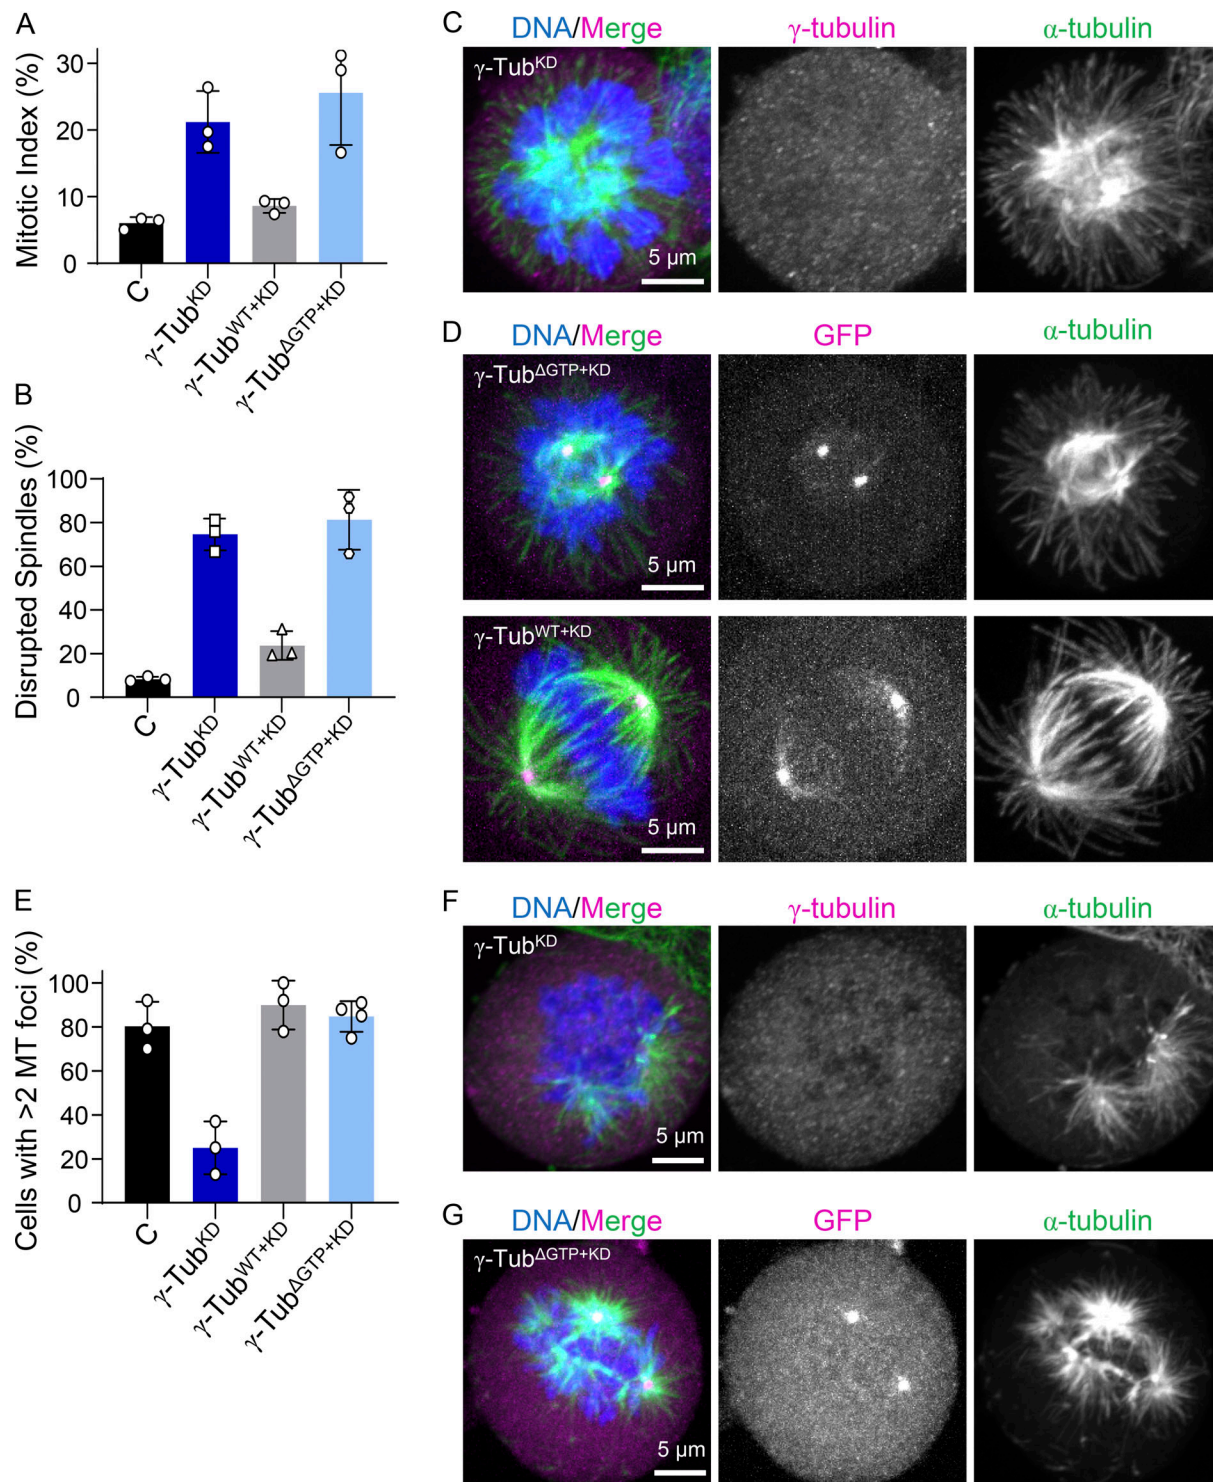 A
Mitotic Index (%)
30
20
10
0
C
γ-Tub^KD
γ-Tub^WT+KD
γ-Tub^ΔGTP+KD
B
Disrupted Spindles (%)
100
80
60
40
20
0
C
γ-Tub^KD
γ-Tub^WT+KD
γ-Tub^ΔGTP+KD
C
DNA/Merge
γ-tubulin
α-tubulin
γ-Tub^KD
5 µm
D
DNA/Merge
GFP
α-tubulin
γ-Tub^ΔGTP+KD
5 µm
γ-Tub^WT+KD
5 µm
E
Cells with >2 MT foci (%)
100
80
60
40
20
0
C
γ-Tub^KD
γ-Tub^WT+KD
γ-Tub^ΔGTP+KD
F
DNA/Merge
γ-tubulin
α-tubulin
γ-Tub^KD
5 µm
G
DNA/Merge
GFP
α-tubulin
γ-Tub^ΔGTP+KD
5 µm